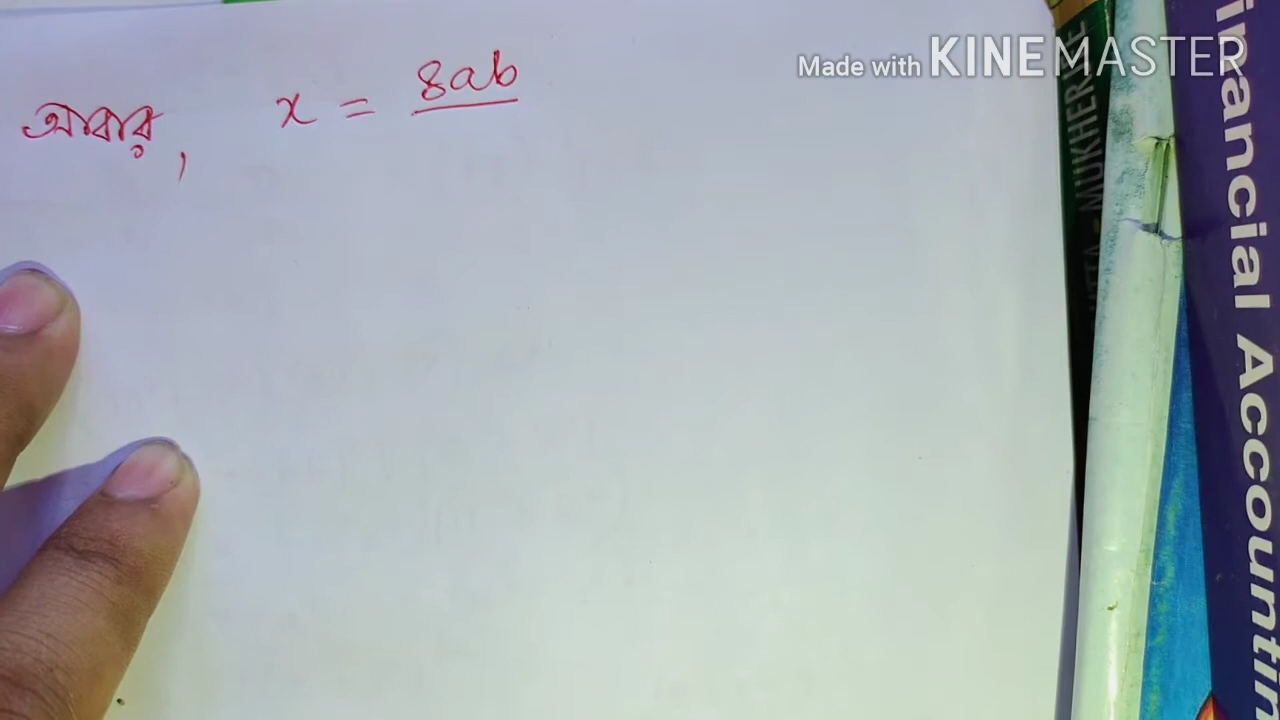 Made with KINEMASTER
আবার, x = 8ab
MUKHERJEE
inancial Accountin